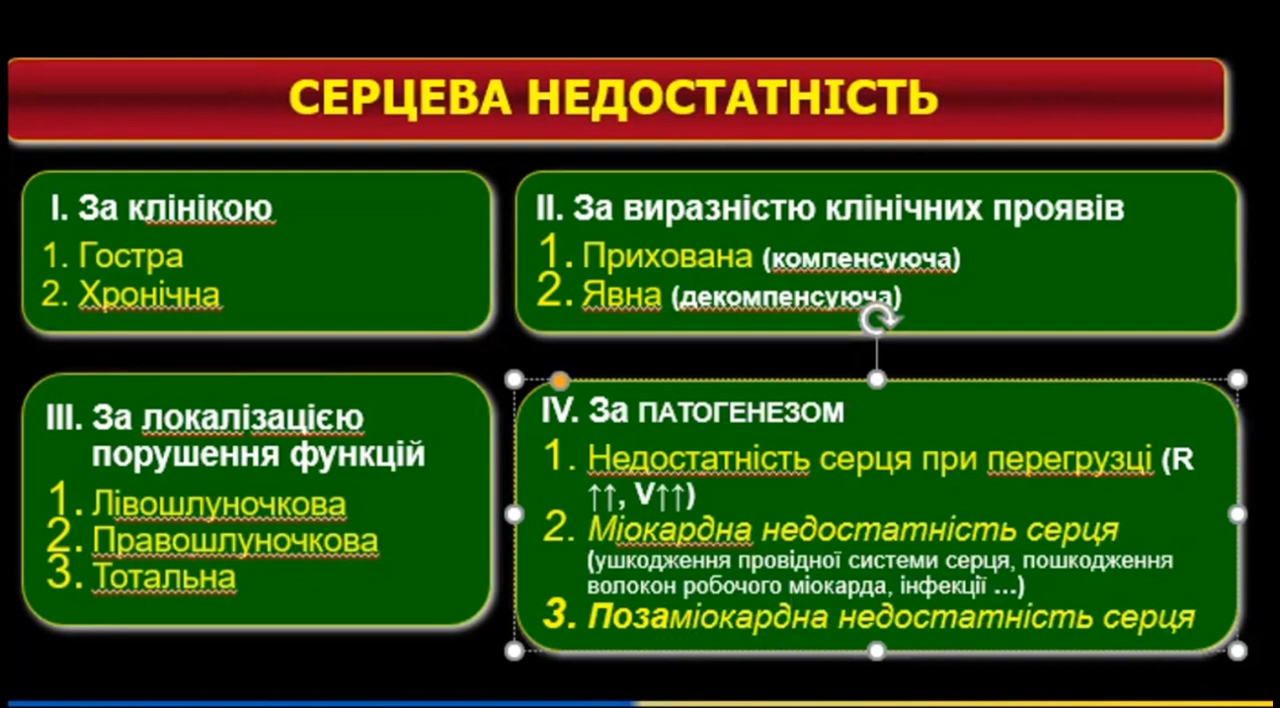 СЕРЦЕВА НЕДОСТАТНІСТЬ
I. За клінікою
1. Гостра
2. Хронічна
II. За виразністю клінічних проявів
1. Прихована (компенсуюча)
2. Явна (декомпенсуюча)
III. За локалізацією
порушення функцій
1. Лівошлуночкова
2. Правошлуночкова
3. Тотальна
IV. За ПАТОГЕНЕЗОМ
1. Недостатність серця при перегрузці (R
↑↑, V↑↑)
2. Міокардна недостатність серця
(ушкодження провідної системи серця, пошкодження
волокон робочого міокарда, інфекції ...)
3. Позаміокардна недостатність серця